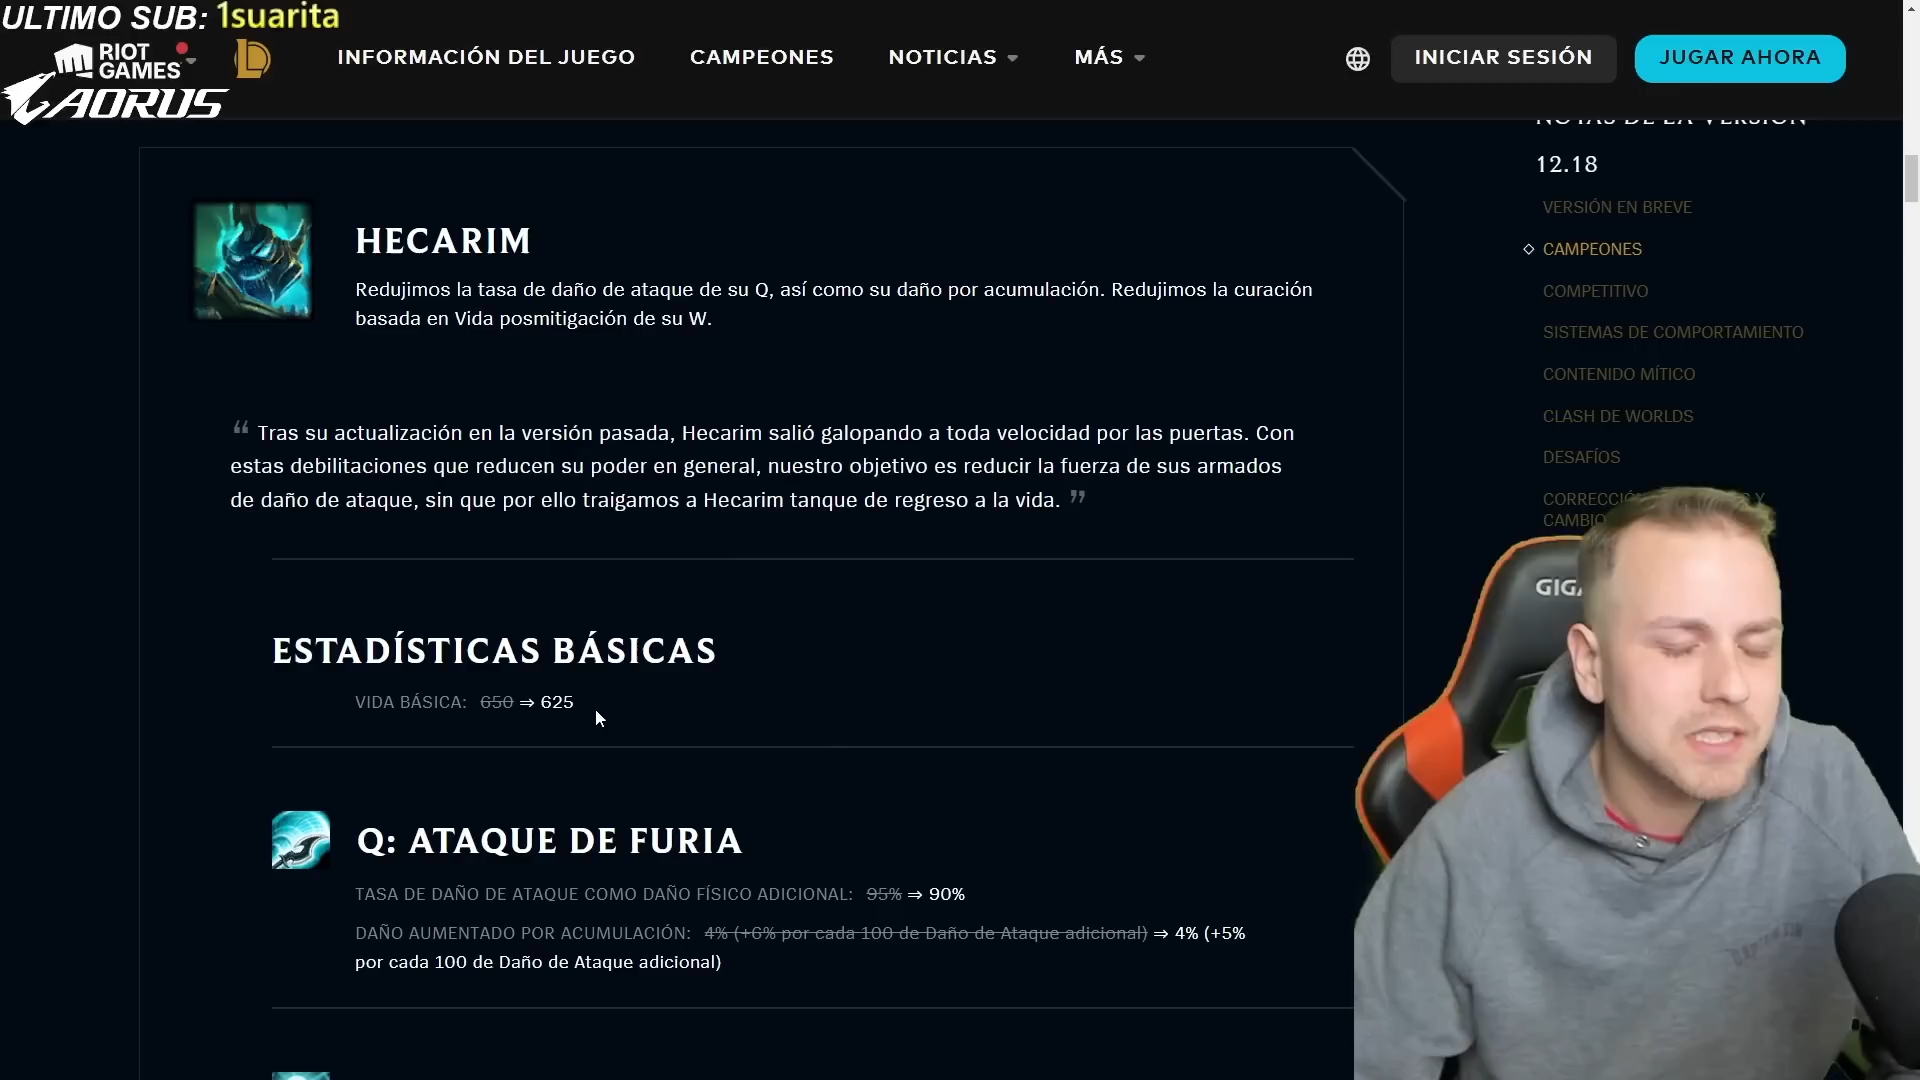 ULTIMO SUB: 1suarita
RIOT GAMES
AORUS
INFORMACIÓN DEL JUEGO
CAMPEONES
NOTICIAS
MÁS
INICIAR SESIÓN
JUGAR AHORA
NOTAS DE LA VERSIÓN
12.18
VERSIÓN EN BREVE
CAMPEONES
COMPETITIVO
SISTEMAS DE COMPORTAMIENTO
CONTENIDO MÍTICO
CLASH DE WORLDS
DESAFÍOS
HECARIM
Redujimos la tasa de daño de ataque de su Q, así como su daño por acumulación. Redujimos la curación
basada en Vida posmitigación de su W.
“ Tras su actualización en la versión pasada, Hecarim salió galopando a toda velocidad por las puertas. Con
estas debilitaciones que reducen su poder en general, nuestro objetivo es reducir la fuerza de sus armados
de daño de ataque, sin que por ello traigamos a Hecarim tanque de regreso a la vida. ”
ESTADÍSTICAS BÁSICAS
VIDA BÁSICA: 650 ⇒ 625
Q: ATAQUE DE FURIA
TASA DE DAÑO DE ATAQUE COMO DAÑO FÍSICO ADICIONAL: 95% ⇒ 90%
DAÑO AUMENTADO POR ACUMULACIÓN: 4% (+6% por cada 100 de Daño de Ataque adicional) ⇒ 4% (+5%
por cada 100 de Daño de Ataque adicional)